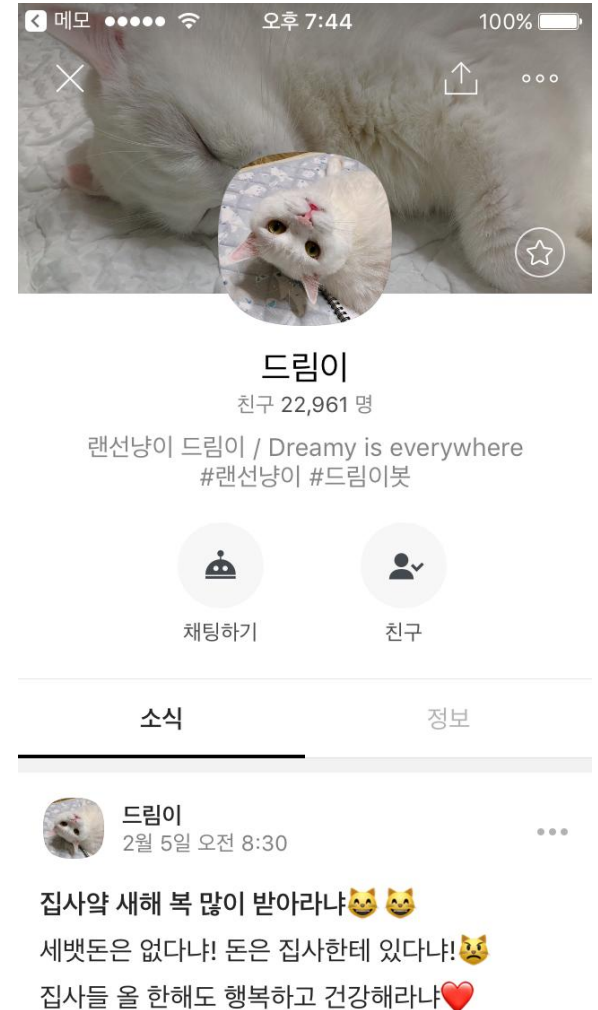 메모
오후 7:44
100%
드림이
친구 22,961 명
랜선냥이 드림이 / Dreamy is everywhere
#랜선냥이 #드림이봇
채팅하기
친구
소식
정보
드림이
2월 5일 오전 8:30
집사얔 새해 복 많이 받아라냐😸 😸
세뱃돈은 없다냐! 돈은 집사한테 있다냐!😾
집사들 올 한해도 행복하고 건강해라냐❤️